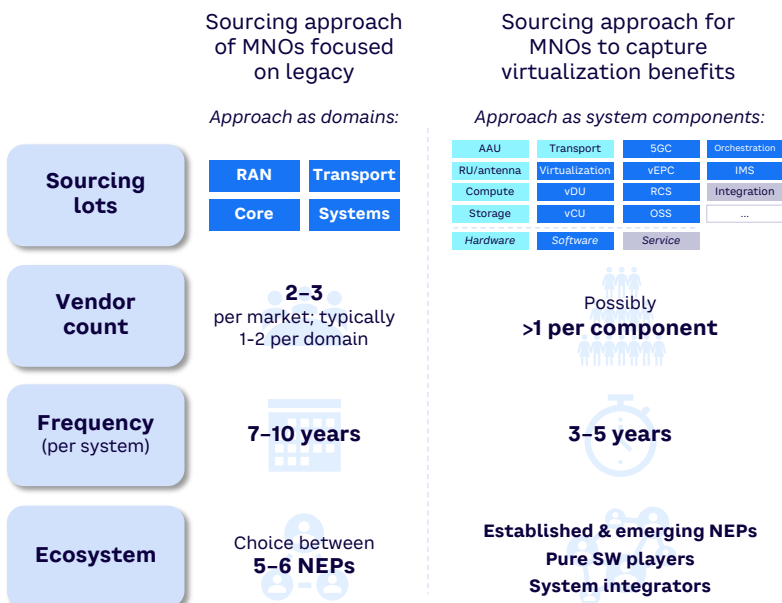 Sourcing approach
of MNOs focused
on legacy
Sourcing approach for
MNOs to capture
virtualization benefits
Approach as domains:
Approach as system components:
Sourcing
lots
RAN Transport
Core Systems
AAU Transport 5GC Orchestration
RU/antenna Virtualization vEPC IMS
Compute vDU RCS Integration
Storage vCU OSS ...
Hardware Software Service
Vendor
count
2–3
per market; typically
1-2 per domain
Possibly
>1 per component
Frequency
(per system)
7–10 years
3–5 years
Ecosystem
Choice between
5–6 NEPs
Established & emerging NEPs
Pure SW players
System integrators